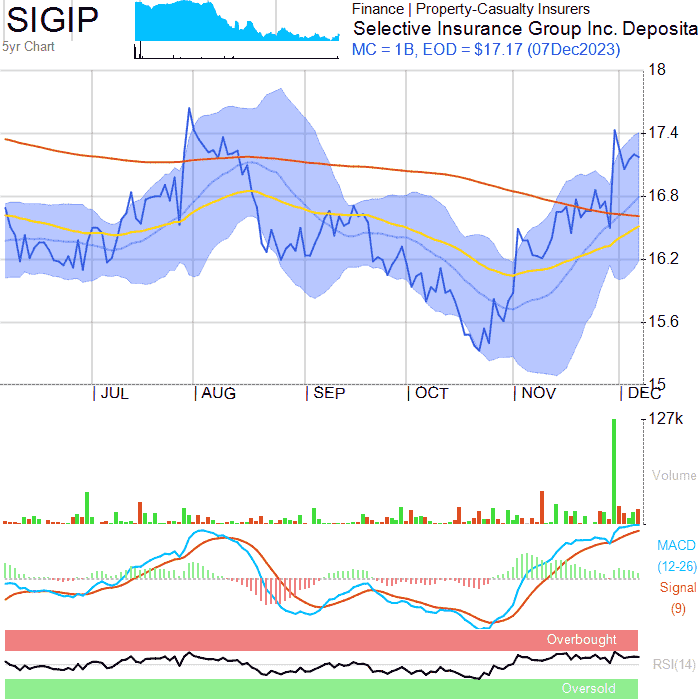 SIGIP
5yr Chart
Finance | Property-Casualty Insurers
Selective Insurance Group Inc. Deposita
MC = 1B, EOD = $17.17 (07Dec2023)
18
17.4
16.8
16.2
15.6
15
JUL AUG SEP OCT NOV DEC
127k
Volume
MACD
(12-26)
Signal
(9)
Overbought
RSI(14)
Oversold